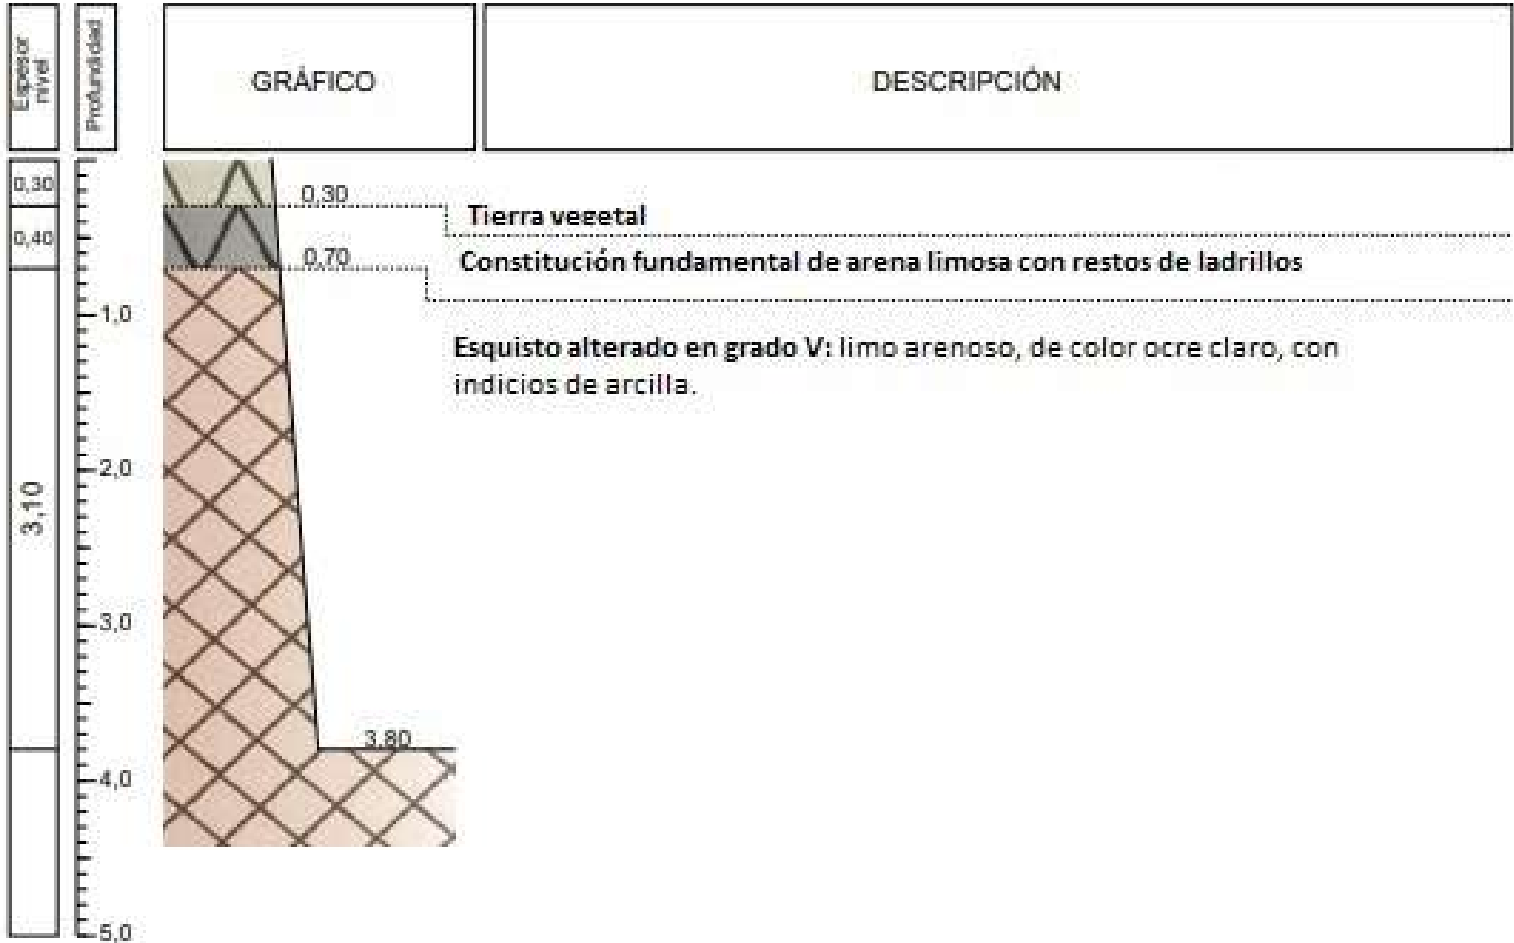 Espesor
nivel
Profundidad
GRÁFICO
DESCRIPCIÓN
0,30
0,30
Tierra vegetal
0,40
0,70
Constitución fundamental de arena limosa con restos de ladrillos
1,0
Esquisto alterado en grado V: limo arenoso, de color ocre claro, con
indicios de arcilla.
2,0
3,10
3,0
3,80
4,0
5,0